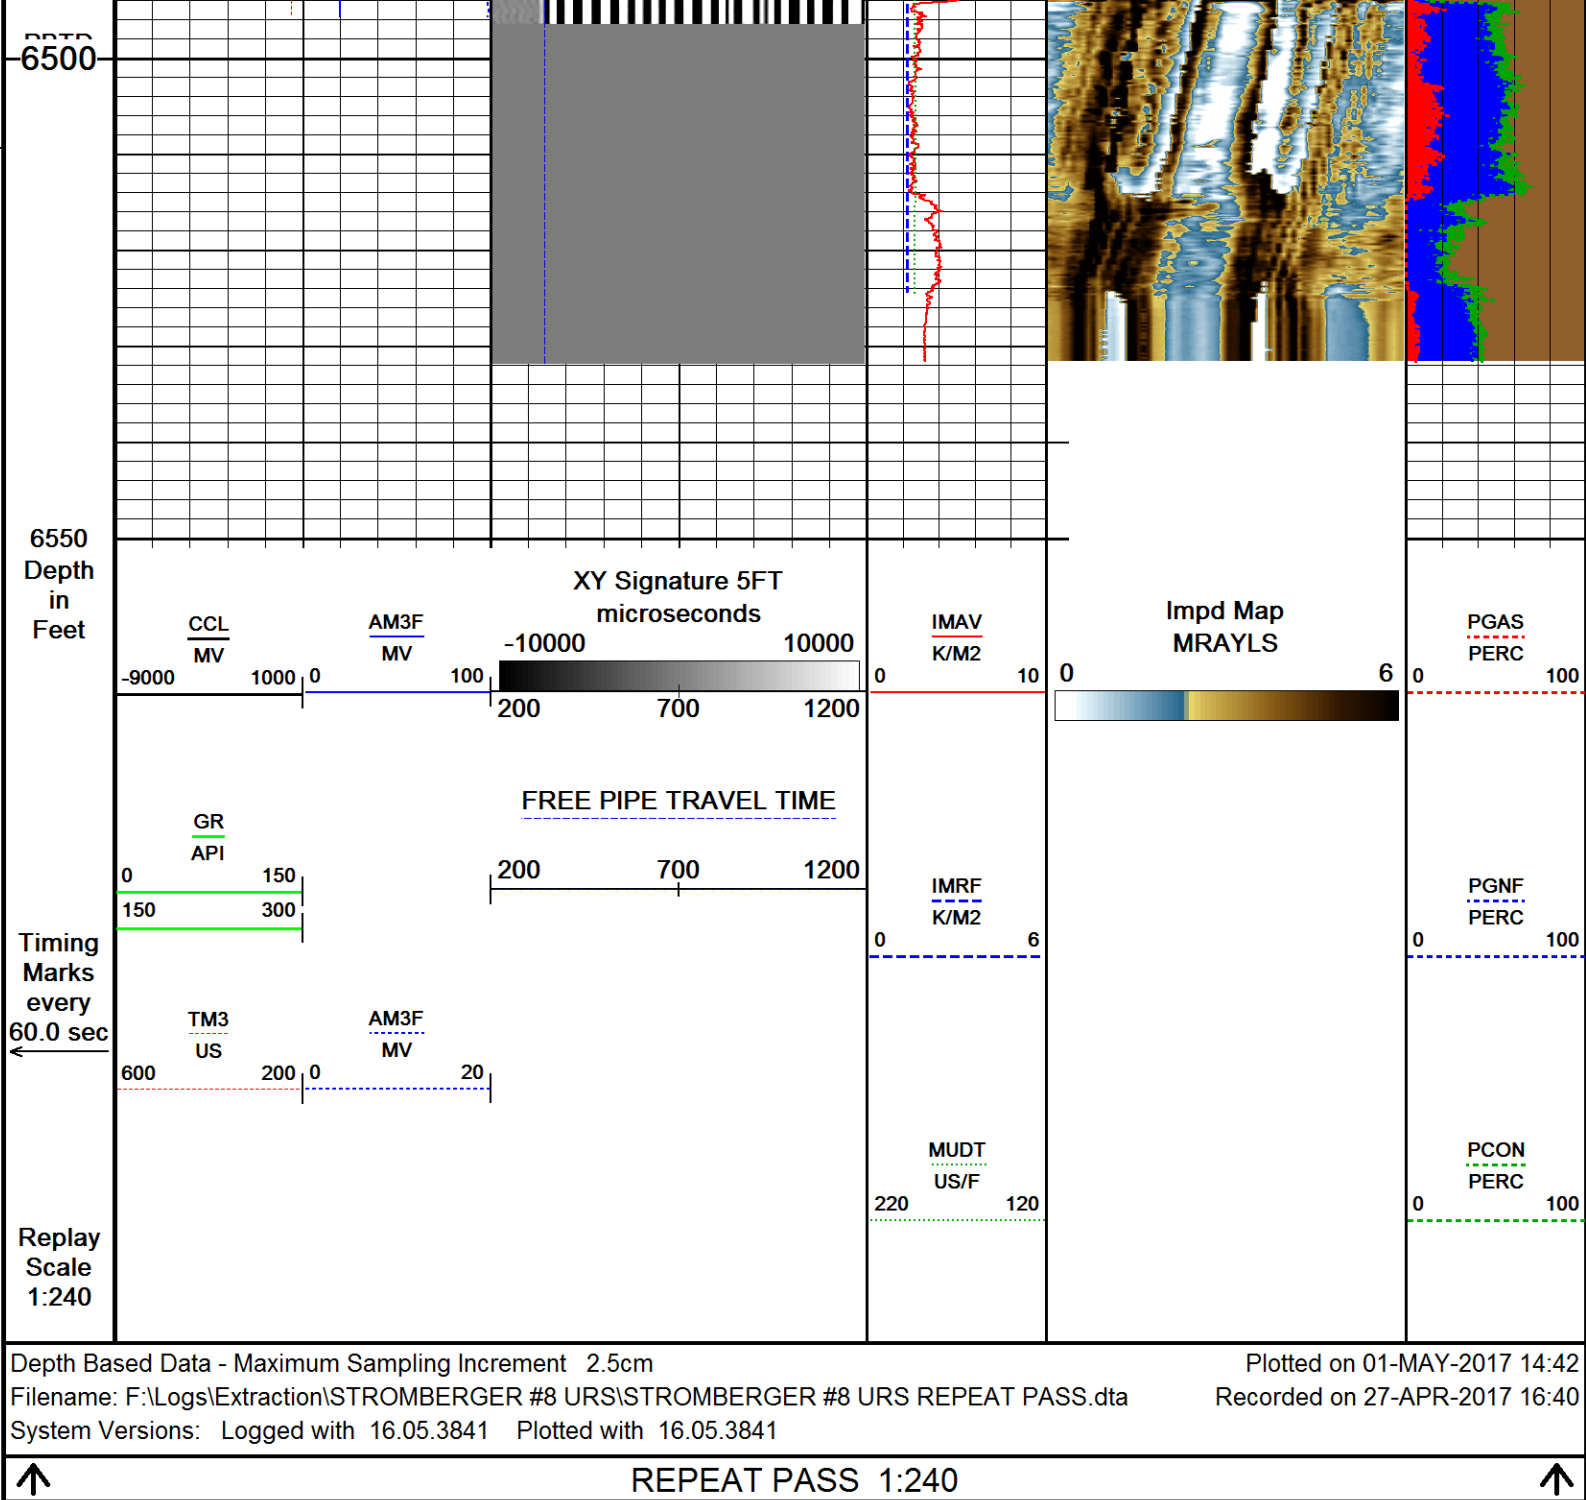 6500
6550
Depth
in
Feet
CCL
MV
-9000 1000
AM3F
MV
0 100
XY Signature 5FT
microseconds
-10000 10000
200 700 1200
IMAV
K/M2
0 10
Impd Map
MRAYLS
0 6
PGAS
PERC
0 100
FREE PIPE TRAVEL TIME
200 700 1200
GR
API
0 150
150 300
IMRF
K/M2
0 6
PGNF
PERC
0 100
Timing
Marks
every
60.0 sec
TM3
US
600 200
AM3F
MV
0 20
MUDT
US/F
220 120
PCON
PERC
0 100
Replay
Scale
1:240
Depth Based Data - Maximum Sampling Increment 2.5cm
Plotted on 01-MAY-2017 14:42
Filename: F:\Logs\Extraction\STROMBERGER #8 URS\STROMBERGER #8 URS REPEAT PASS.dta
Recorded on 27-APR-2017 16:40
System Versions: Logged with 16.05.3841 Plotted with 16.05.3841
REPEAT PASS 1:240